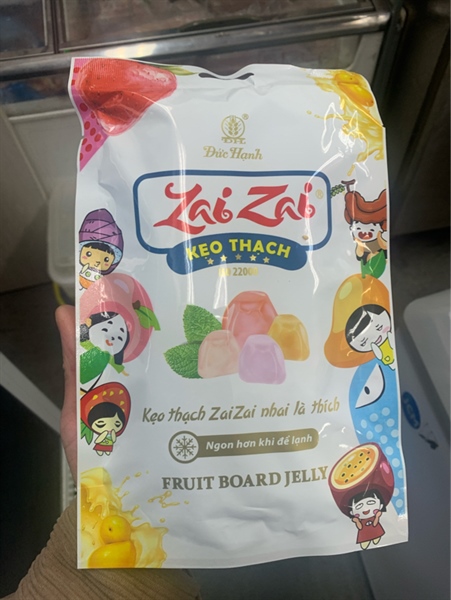 Đức Hạnh
Zai Zai ®
KẸO THẠCH
22000
Kẹo thạch ZaiZai nhai là thích
Ngon hơn khi để lạnh
FRUIT BOARD JELLY